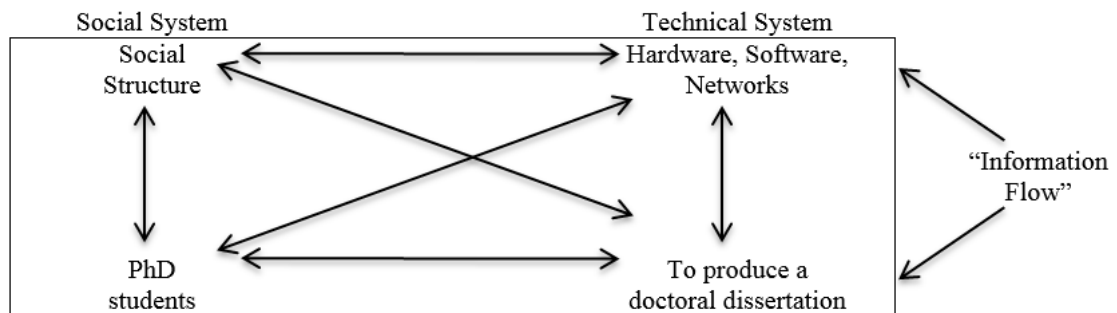 Social System
Technical System
Social
Structure
Hardware, Software,
Networks
“Information
Flow”
PhD
students
To produce a
doctoral dissertation